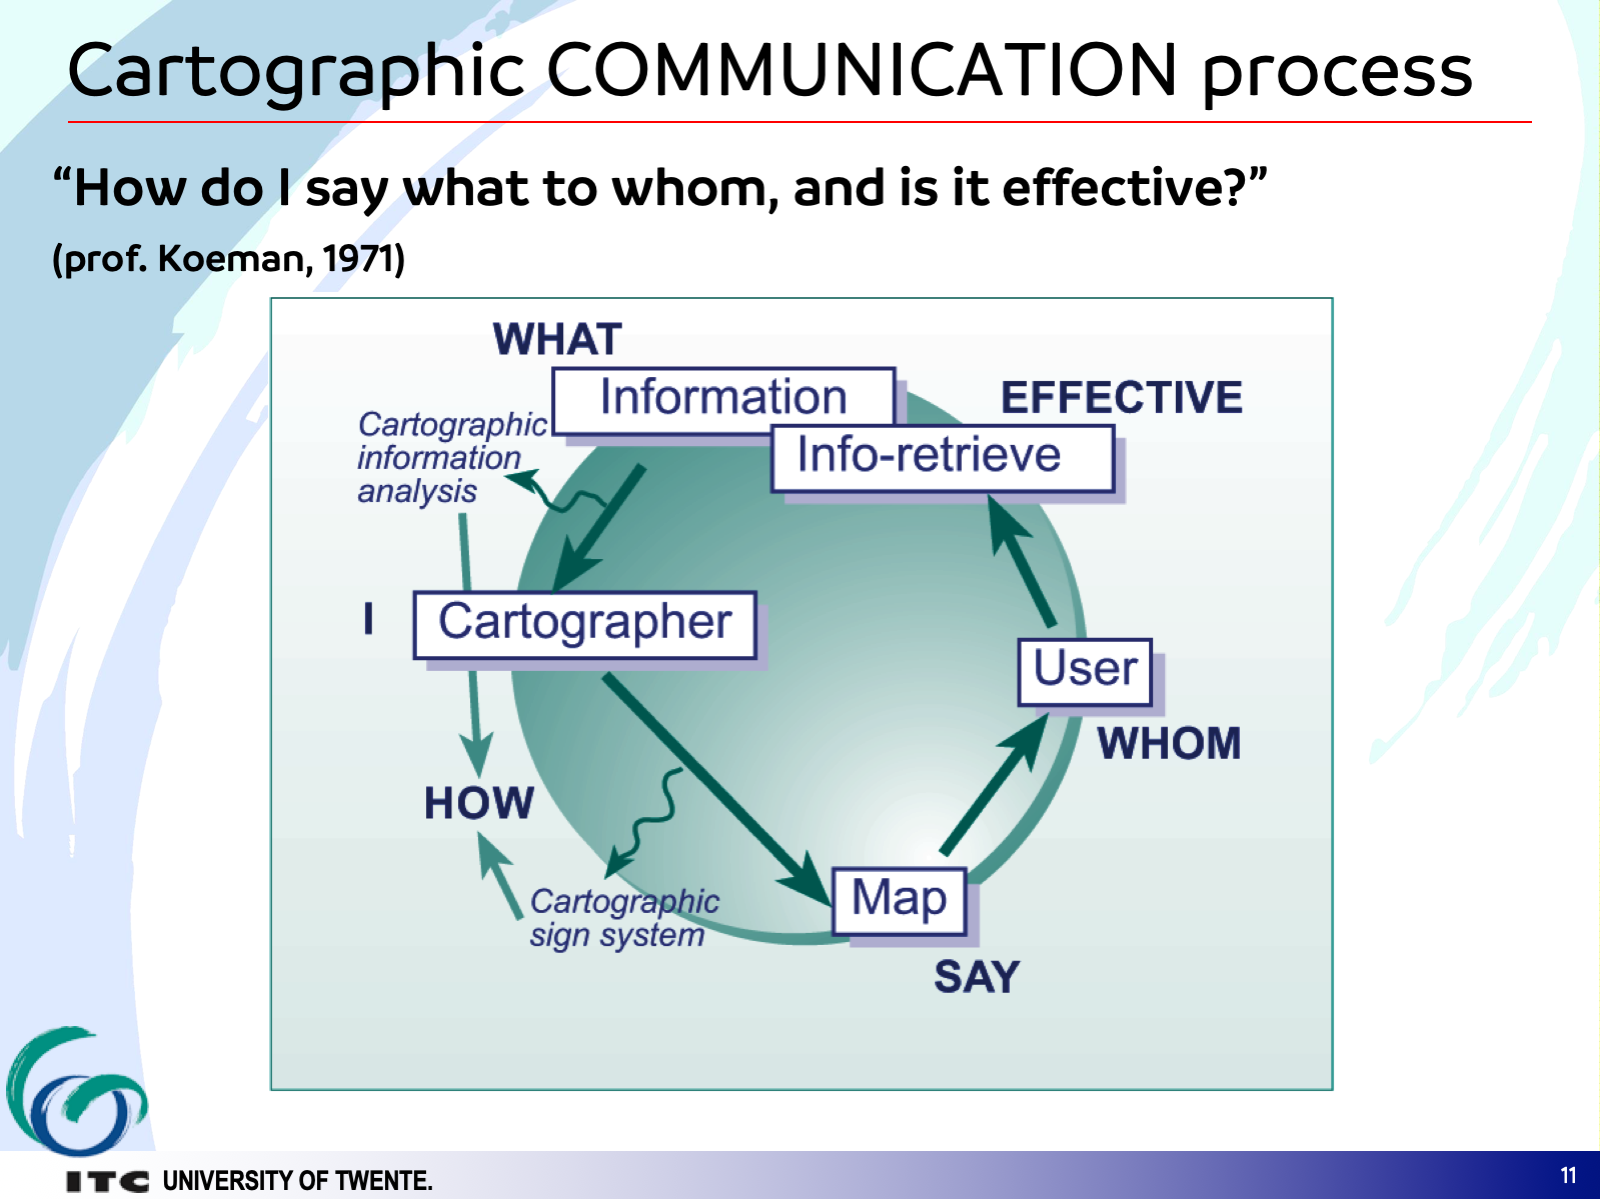 Cartographic COMMUNICATION process
“How do I say what to whom, and is it effective?”
(prof. Koeman, 1971)
WHAT
Information
EFFECTIVE
Info-retrieve
Cartographic
information
analysis
I
Cartographer
User
WHOM
HOW
Map
Cartographic
sign system
SAY
ITC UNIVERSITY OF TWENTE.
11